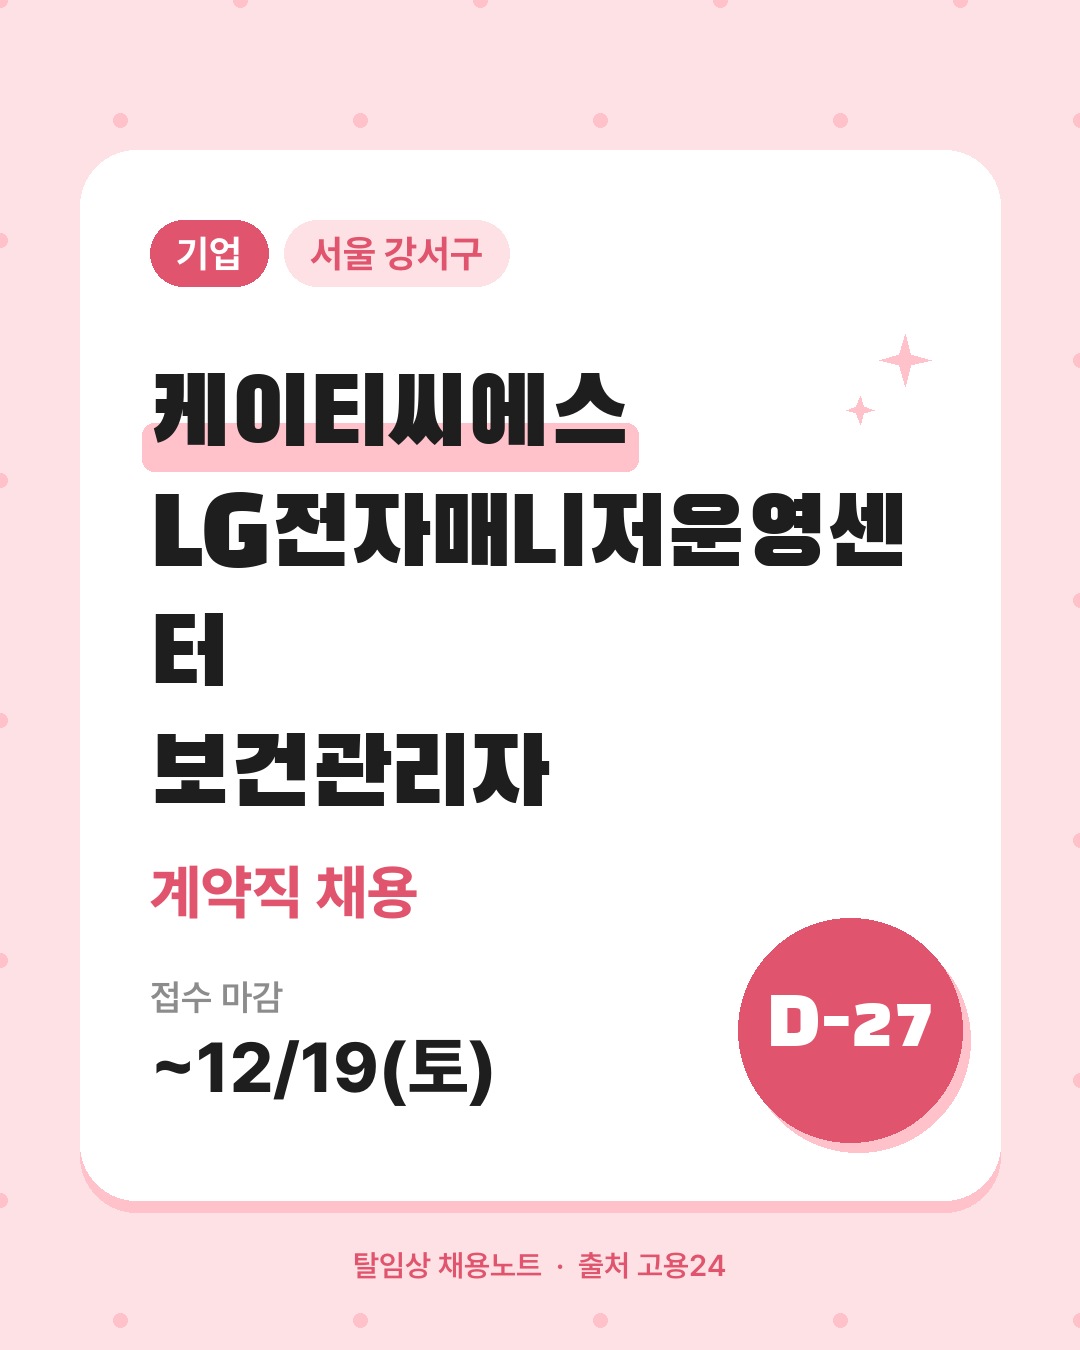 기업
서울 강서구
케이티씨에스
LG전자매니저운영센
터
보건관리자
계약직 채용
접수 마감
~12/19(토)
D-27
탈임상 채용노트 · 출처 고용24